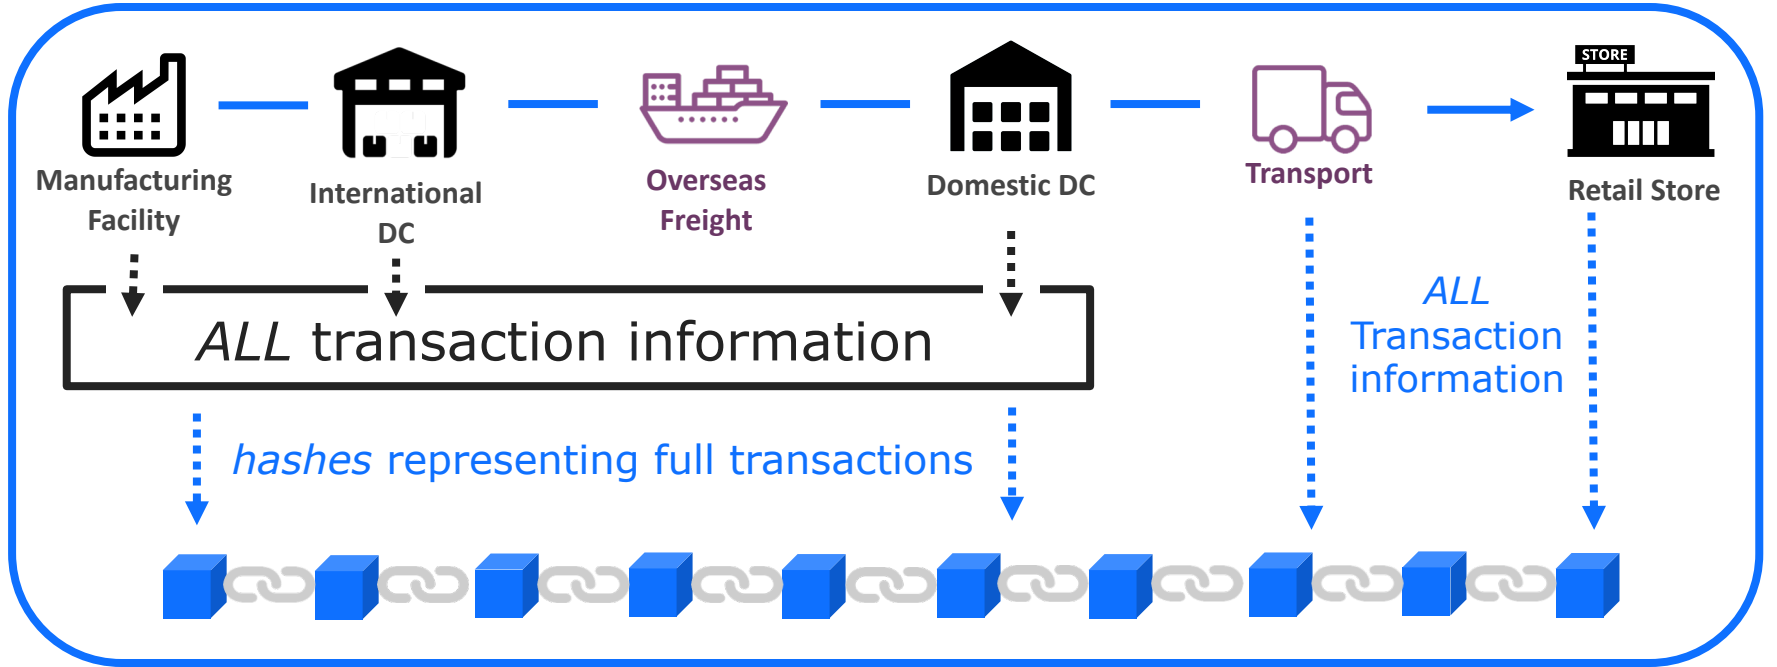 STORE
Manufacturing
Facility
International
DC
Overseas
Freight
Domestic DC
Transport
Retail Store
ALL transaction information
ALL
Transaction
information
hashes representing full transactions